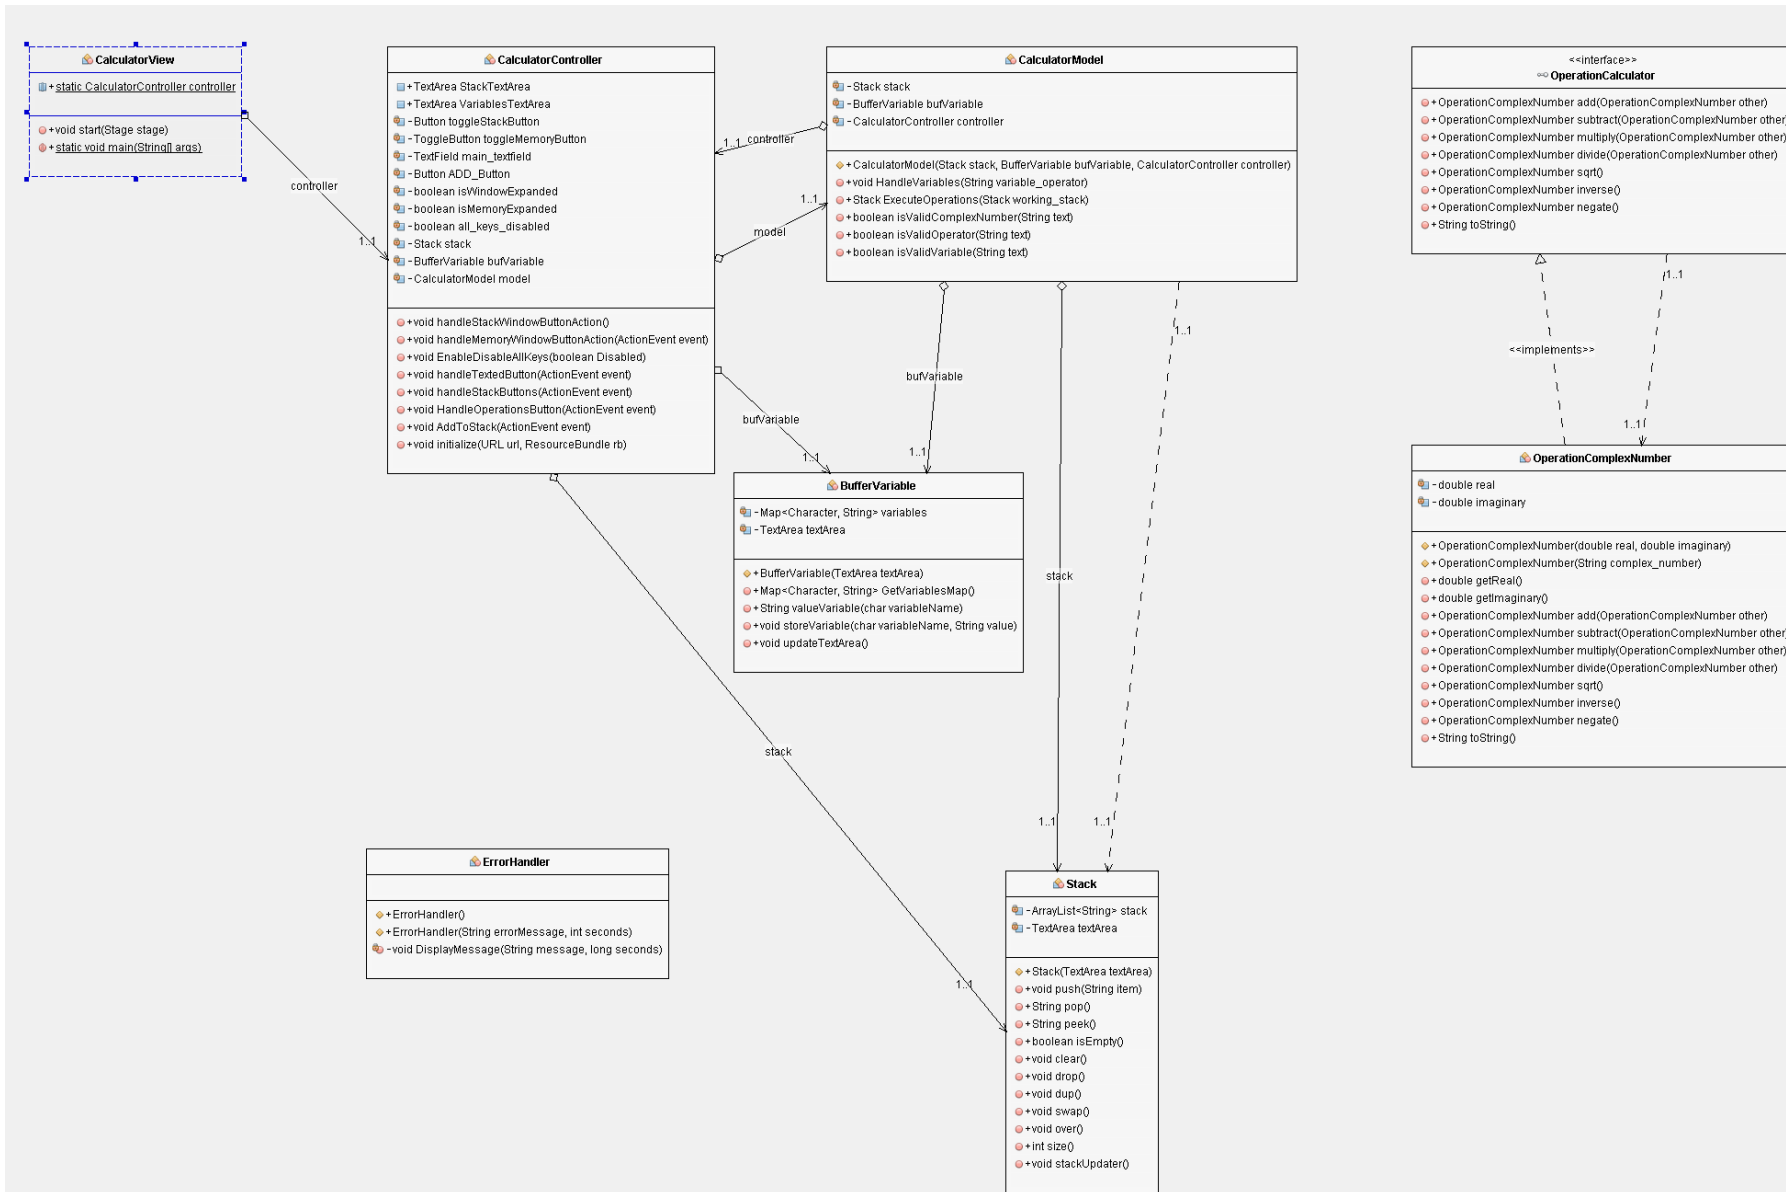 CalculatorView
+static CalculatorController controller
+void start(Stage stage)
+static void main(String[] args)
controller
1..1
CalculatorController
+TextArea StackTextArea
+TextArea VariablesTextArea
-Button toggleStackButton
-ToggleButton toggleMemoryButton
-TextField main_textfield
-Button ADD_Button
-boolean isWindowExpanded
-boolean isMemoryExpanded
-boolean all_keys_disabled
-Stack stack
-BufferVariable bufVariable
-CalculatorModel model
+void handleStackWindowButtonAction()
+void handleMemoryWindowButtonAction(ActionEvent event)
+void EnableDisableAllKeys(boolean Disabled)
+void handleTextedButton(ActionEvent event)
+void handleStackButtons(ActionEvent event)
+void HandleOperationsButton(ActionEvent event)
+void AddToStack(ActionEvent event)
+void initialize(URL url, ResourceBundle rb)
1..1
controller
1..1
model
bufVariable
1..1
stack
1..1
CalculatorModel
-Stack stack
-BufferVariable bufVariable
-CalculatorController controller
+CalculatorModel(Stack stack, BufferVariable bufVariable, CalculatorController controller)
+void HandleVariables(String variable_operator)
+Stack ExecuteOperations(Stack working_stack)
+boolean isValidComplexNumber(String text)
+boolean isValidOperator(String text)
+boolean isValidVariable(String text)
bufVariable
1..1
stack
1..1
1..1
1..1
BufferVariable
-Map<Character, String> variables
-TextArea textArea
+BufferVariable(TextArea textArea)
+Map<Character, String> GetVariablesMap()
+String valueVariable(char variableName)
+void storeVariable(char variableName, String value)
+void updateTextArea()
<<interface>>
OperationCalculator
+OperationComplexNumber add(OperationComplexNumber other)
+OperationComplexNumber subtract(OperationComplexNumber other)
+OperationComplexNumber multiply(OperationComplexNumber other)
+OperationComplexNumber divide(OperationComplexNumber other)
+OperationComplexNumber sqrt()
+OperationComplexNumber inverse()
+OperationComplexNumber negate()
+String toString()
1..1
<<implements>>
1..1
OperationComplexNumber
-double real
-double imaginary
+OperationComplexNumber(double real, double imaginary)
+OperationComplexNumber(String complex_number)
+double getReal()
+double getImaginary()
+OperationComplexNumber add(OperationComplexNumber other)
+OperationComplexNumber subtract(OperationComplexNumber other)
+OperationComplexNumber multiply(OperationComplexNumber other)
+OperationComplexNumber divide(OperationComplexNumber other)
+OperationComplexNumber sqrt()
+OperationComplexNumber inverse()
+OperationComplexNumber negate()
+String toString()
ErrorHandler
+ErrorHandler()
+ErrorHandler(String errorMessage, int seconds)
-void DisplayMessage(String message, long seconds)
Stack
-ArrayList<String> stack
-TextArea textArea
+Stack(TextArea textArea)
+void push(String item)
+String pop()
+String peek()
+boolean isEmpty()
+void clear()
+void drop()
+void dup()
+void swap()
+void over()
+int size()
+void stackUpdater()